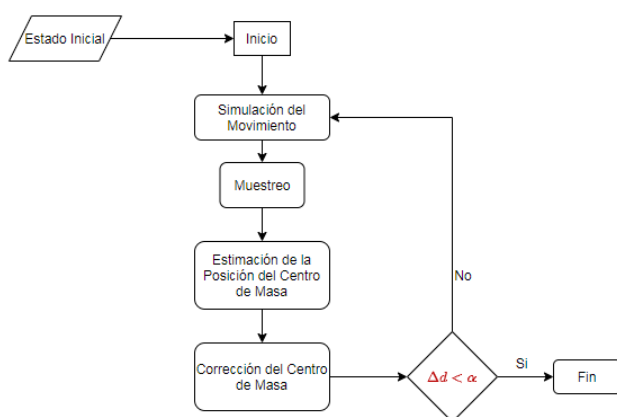 Estado Inicial
Inicio
Simulación del
Movimiento
Muestreo
Estimación de la
Posición del Centro
de Masa
No
Corrección del Centro
de Masa
Δd < α
Si
Fin